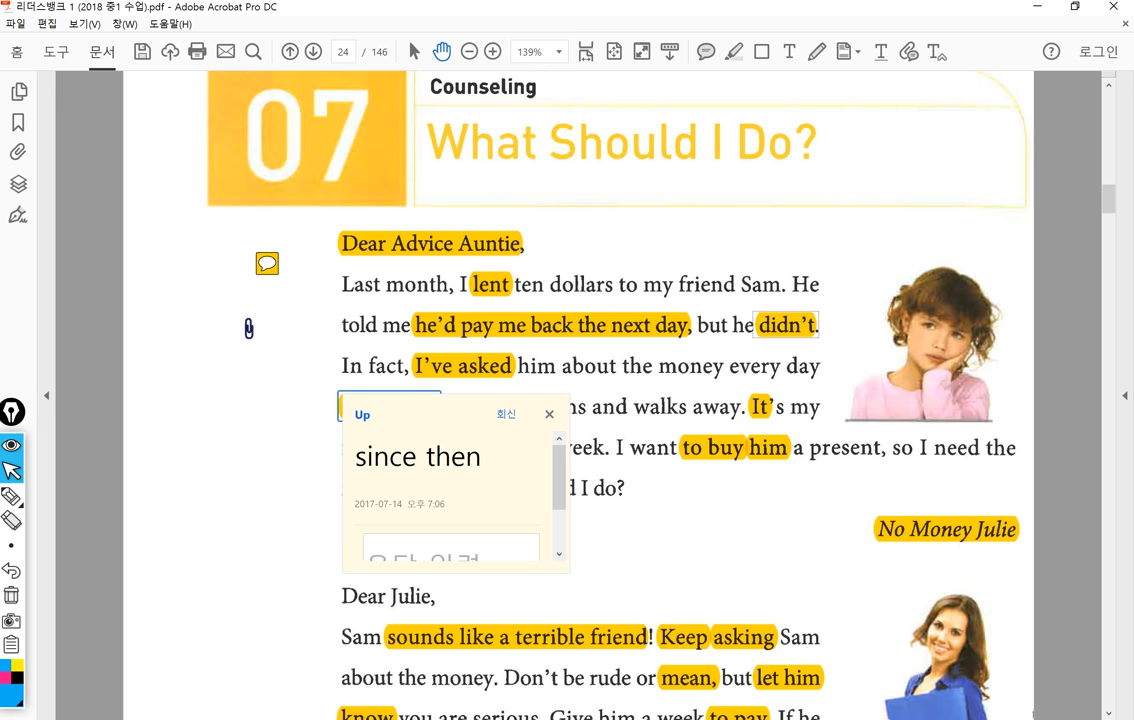 리더스뱅크 1 (2018 중1 수업).pdf - Adobe Acrobat Pro DC
파일 편집 보기(V) 창(W) 도움말(H)
홈 도구 문서 24 / 146 139% 로그인
07
Counseling
What Should I Do?
Dear Advice Auntie,
Last month, I lent ten dollars to my friend Sam. He
told me he'd pay me back the next day, but he didn't.
In fact, I've asked him about the money every day
ns and walks away. It's my
eek. I want to buy him a present, so I need the
d I do?
Up 회신
since then
2017-07-14 오후 7:06
No Money Julie
Dear Julie,
Sam sounds like a terrible friend! Keep asking Sam
about the money. Don't be rude or mean, but let him
know you are serious. Give him a week to pay. If he